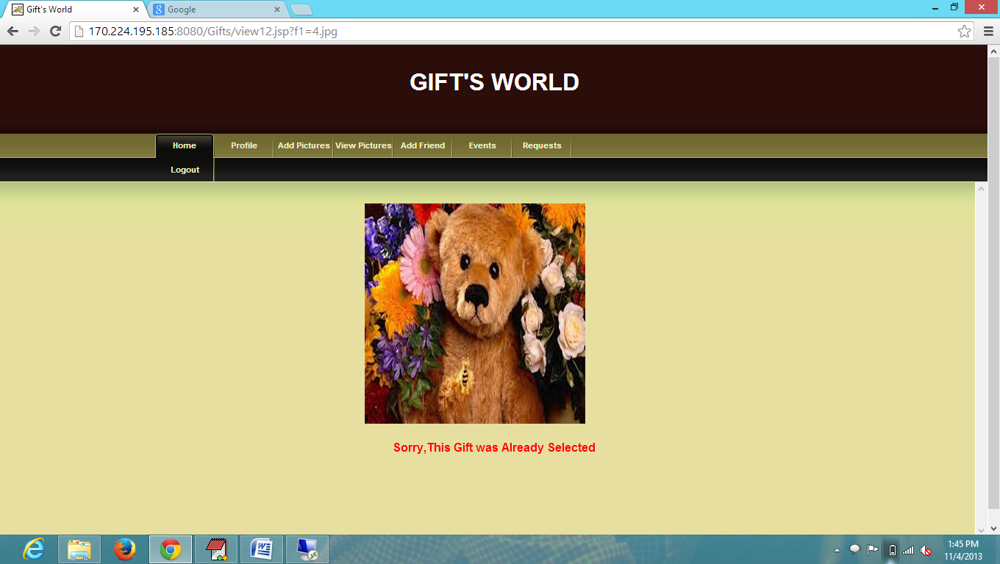 Gift's World
Google
170.224.195.185:8080/Gifts/view12.jsp?f1=4.jpg
GIFT'S WORLD
Home Profile Add Pictures View Pictures Add Friend Events Requests
Logout
Sorry,This Gift was Already Selected
1:45 PM
11/4/2013